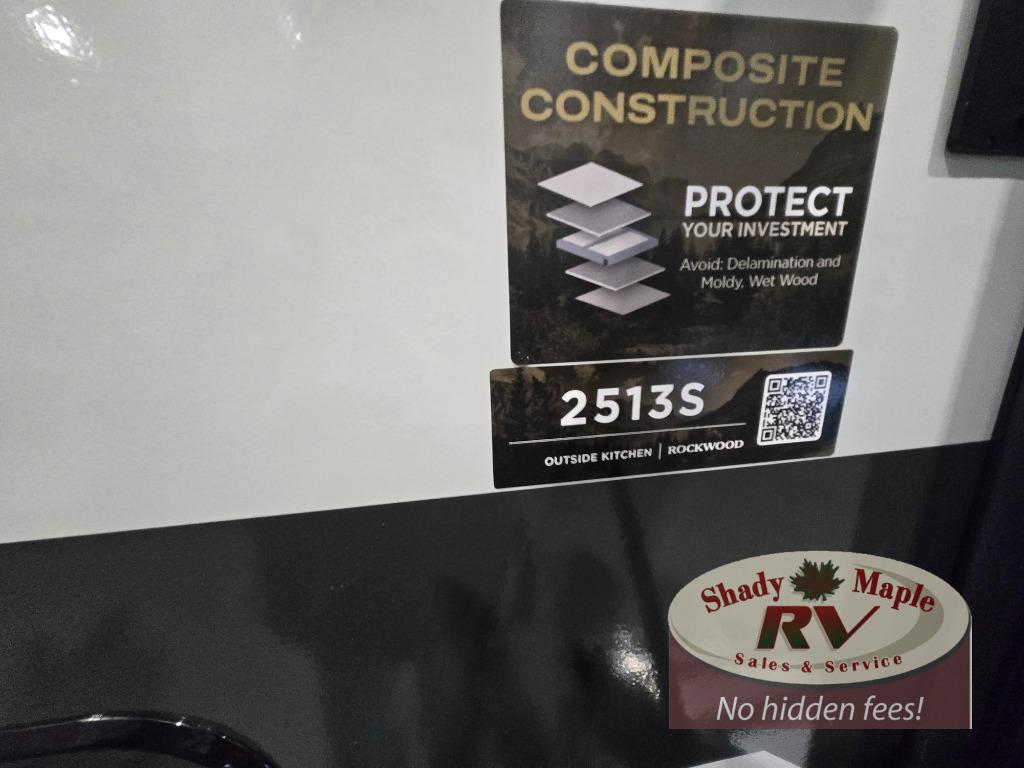 COMPOSITE
CONSTRUCTION
PROTECT
YOUR INVESTMENT
Avoid: Delamination and
Moldy, Wet Wood
2513S
OUTSIDE KITCHEN | ROCKWOOD
Shady Maple
RV
Sales & Service
No hidden fees!